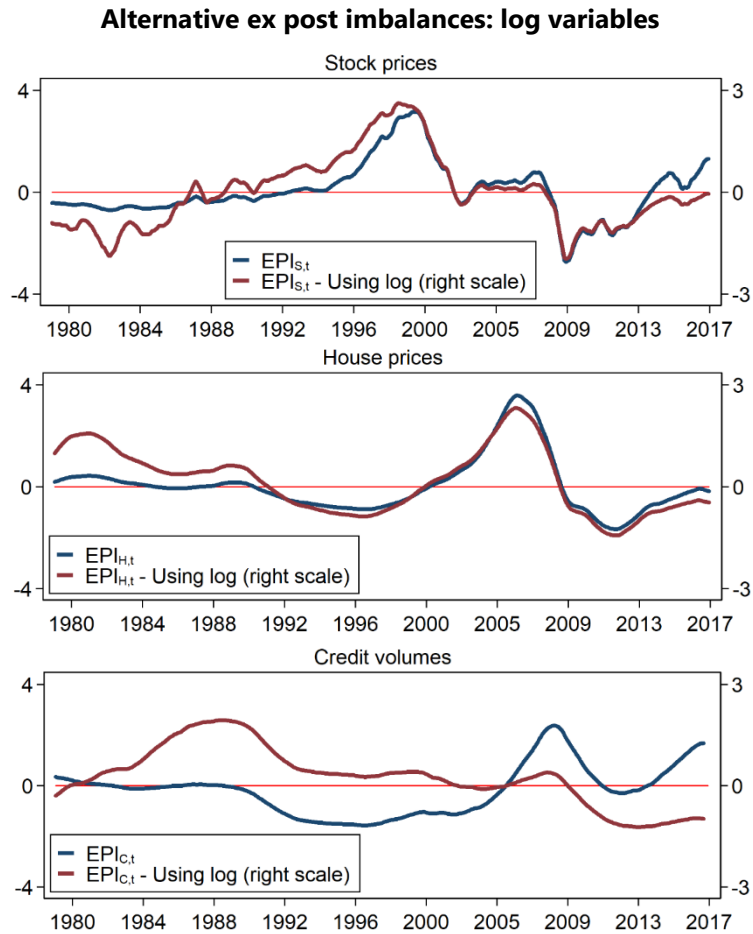 Alternative ex post imbalances: log variables
Stock prices
4 3
0 0
-4 -3
EPIS,t
EPIS,t - Using log (right scale)
1980 1984 1988 1992 1996 2000 2005 2009 2013 2017
House prices
4 3
0 0
-4 -3
EPIH,t
EPIH,t - Using log (right scale)
1980 1984 1988 1992 1996 2000 2005 2009 2013 2017
Credit volumes
4 3
2
0 0
-4 -3
EPIC,t
EPIC,t - Using log (right scale)
1980 1984 1988 1992 1996 2000 2005 2009 2013 2017